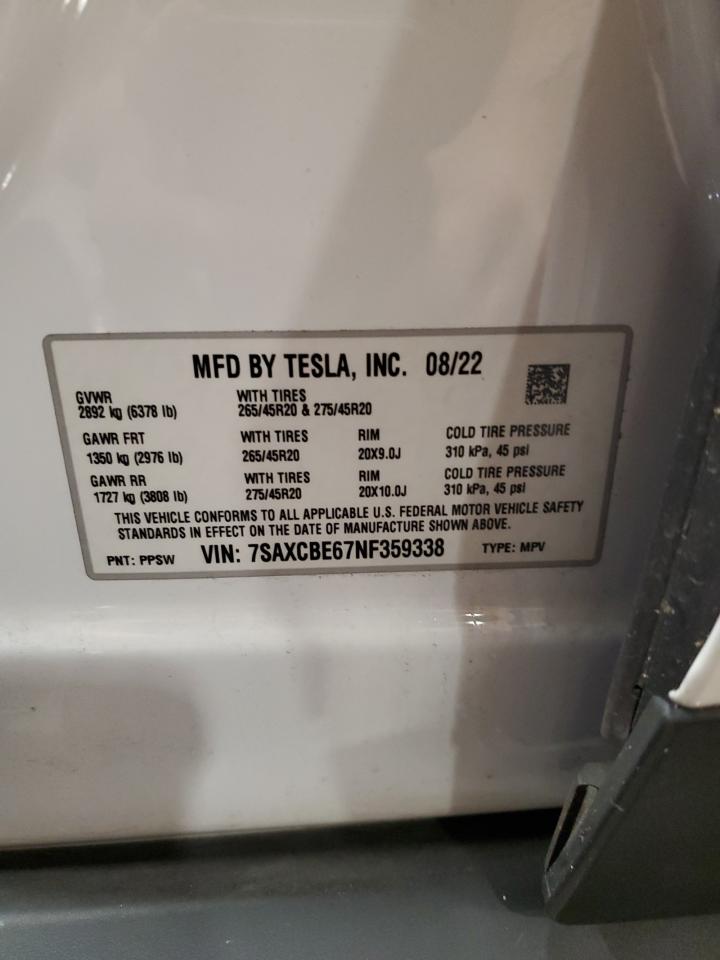 MFD BY TESLA, INC. 08/22
GVWR WITH TIRES
2892 kg (6378 lb) 265/45R20 & 275/45R20
GAWR FRT WITH TIRES RIM COLD TIRE PRESSURE
1350 kg (2976 lb) 265/45R20 20X9.0J 310 kPa, 45 psi
GAWR RR WITH TIRES RIM COLD TIRE PRESSURE
1727 kg (3808 lb) 275/45R20 20X10.0J 310 kPa, 45 psi
THIS VEHICLE CONFORMS TO ALL APPLICABLE U.S. FEDERAL MOTOR VEHICLE SAFETY
STANDARDS IN EFFECT ON THE DATE OF MANUFACTURE SHOWN ABOVE.
PNT: PPSW VIN: 7SAXCBE67NF359338 TYPE: MPV